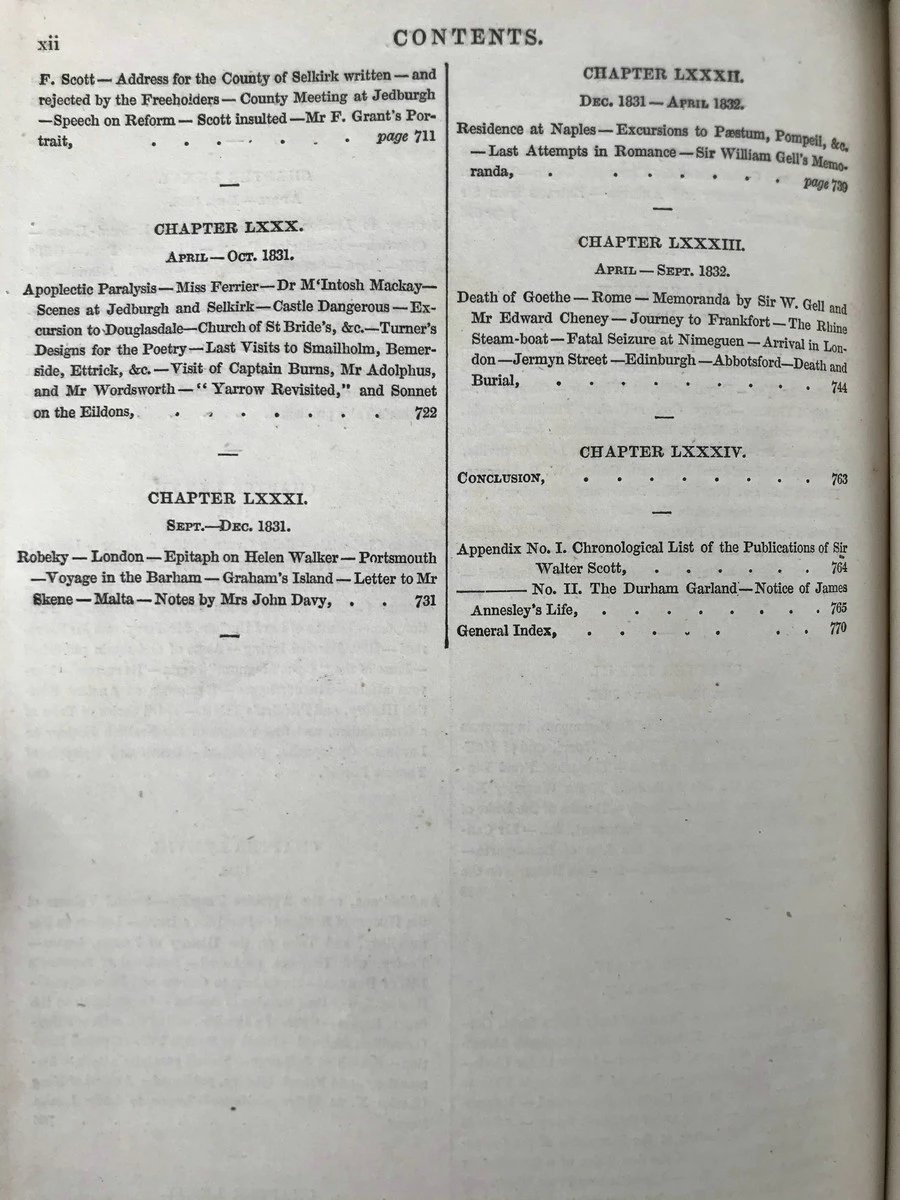 xii
CONTENTS.
F. Scott — Address for the County of Selkirk written — and
rejected by the Freeholders — County Meeting at Jedburgh
—Speech on Reform — Scott insulted — Mr F. Grant's Por-
trait, . . . . . . page 711
CHAPTER LXXX.
APRIL — OCT. 1831.
Apoplectic Paralysis — Miss Ferrier — Dr M'Intosh Mackay—
Scenes at Jedburgh and Selkirk — Castle Dangerous — Ex-
cursion to Douglasdale—Church of St Bride's, &c.—Turner's
Designs for the Poetry — Last Visits to Smailholm, Bemer-
side, Ettrick, &c. — Visit of Captain Burns, Mr Adolphus,
and Mr Wordsworth — " Yarrow Revisited," and Sonnet
on the Eildons, . . . . . . . 722
CHAPTER LXXXI.
SEPT.—DEC. 1831.
Robeky — London — Epitaph on Helen Walker — Portsmouth
—Voyage in the Barham — Graham's Island — Letter to Mr
Skene — Malta — Notes by Mrs John Davy, . . 731
CHAPTER LXXXII.
DEC. 1831 — APRIL 1832.
Residence at Naples — Excursions to Pæstum, Pompeii, &c.
— Last Attempts in Romance — Sir William Gell's Memo-
randa, . . . . . . . page 739
CHAPTER LXXXIII.
APRIL — SEPT. 1832.
Death of Goethe — Rome — Memoranda by Sir W. Gell and
Mr Edward Cheney — Journey to Frankfort — The Rhine
Steam-boat — Fatal Seizure at Nimeguen — Arrival in Lon-
don — Jermyn Street — Edinburgh — Abbotsford — Death and
Burial, . . . . . . . . . 744
CHAPTER LXXXIV.
CONCLUSION, . . . . . . . . 763
Appendix No. I. Chronological List of the Publications of Sir
Walter Scott, . . . . . . 764
———— No. II. The Durham Garland—Notice of James
Annesley's Life, . . . . . . . . 765
General Index, . . . . . . 770